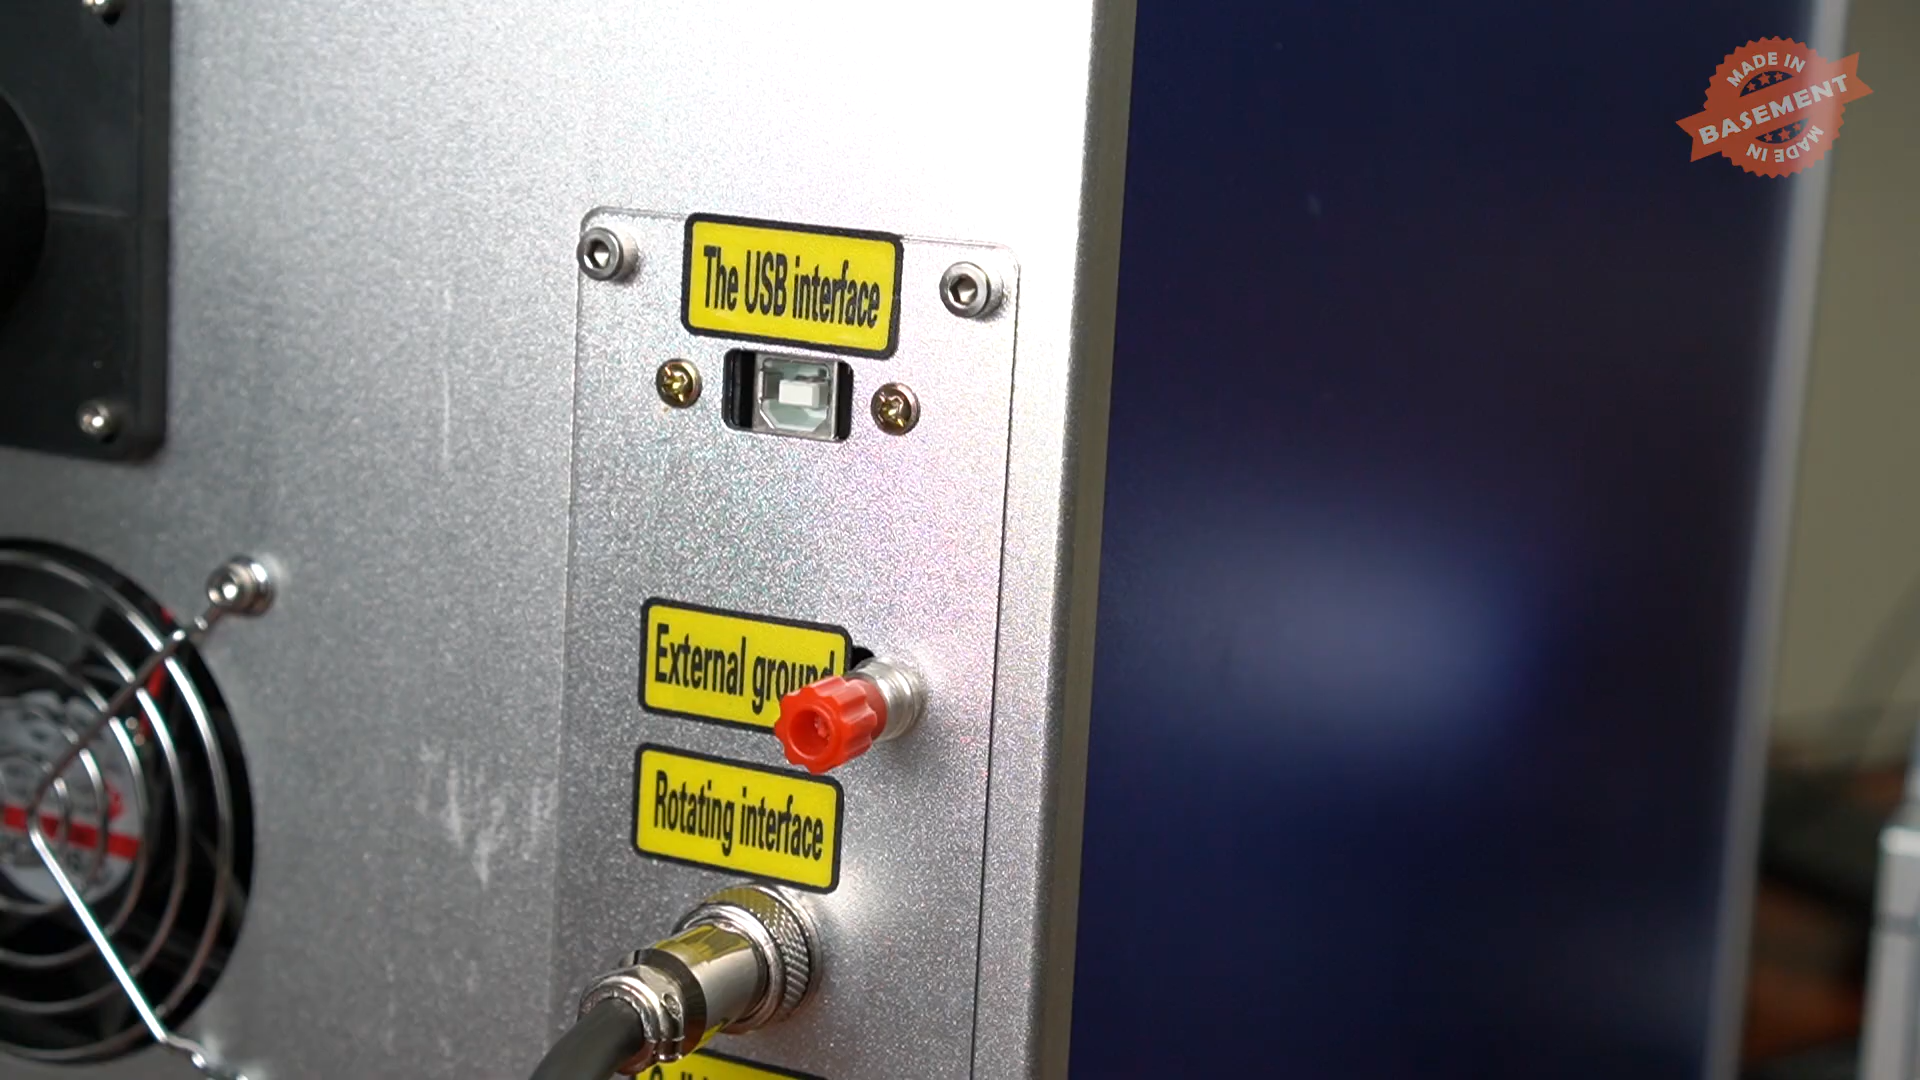 MADE IN
BASEMENT
MADE IN
The USB interface
External ground
Rotating interface